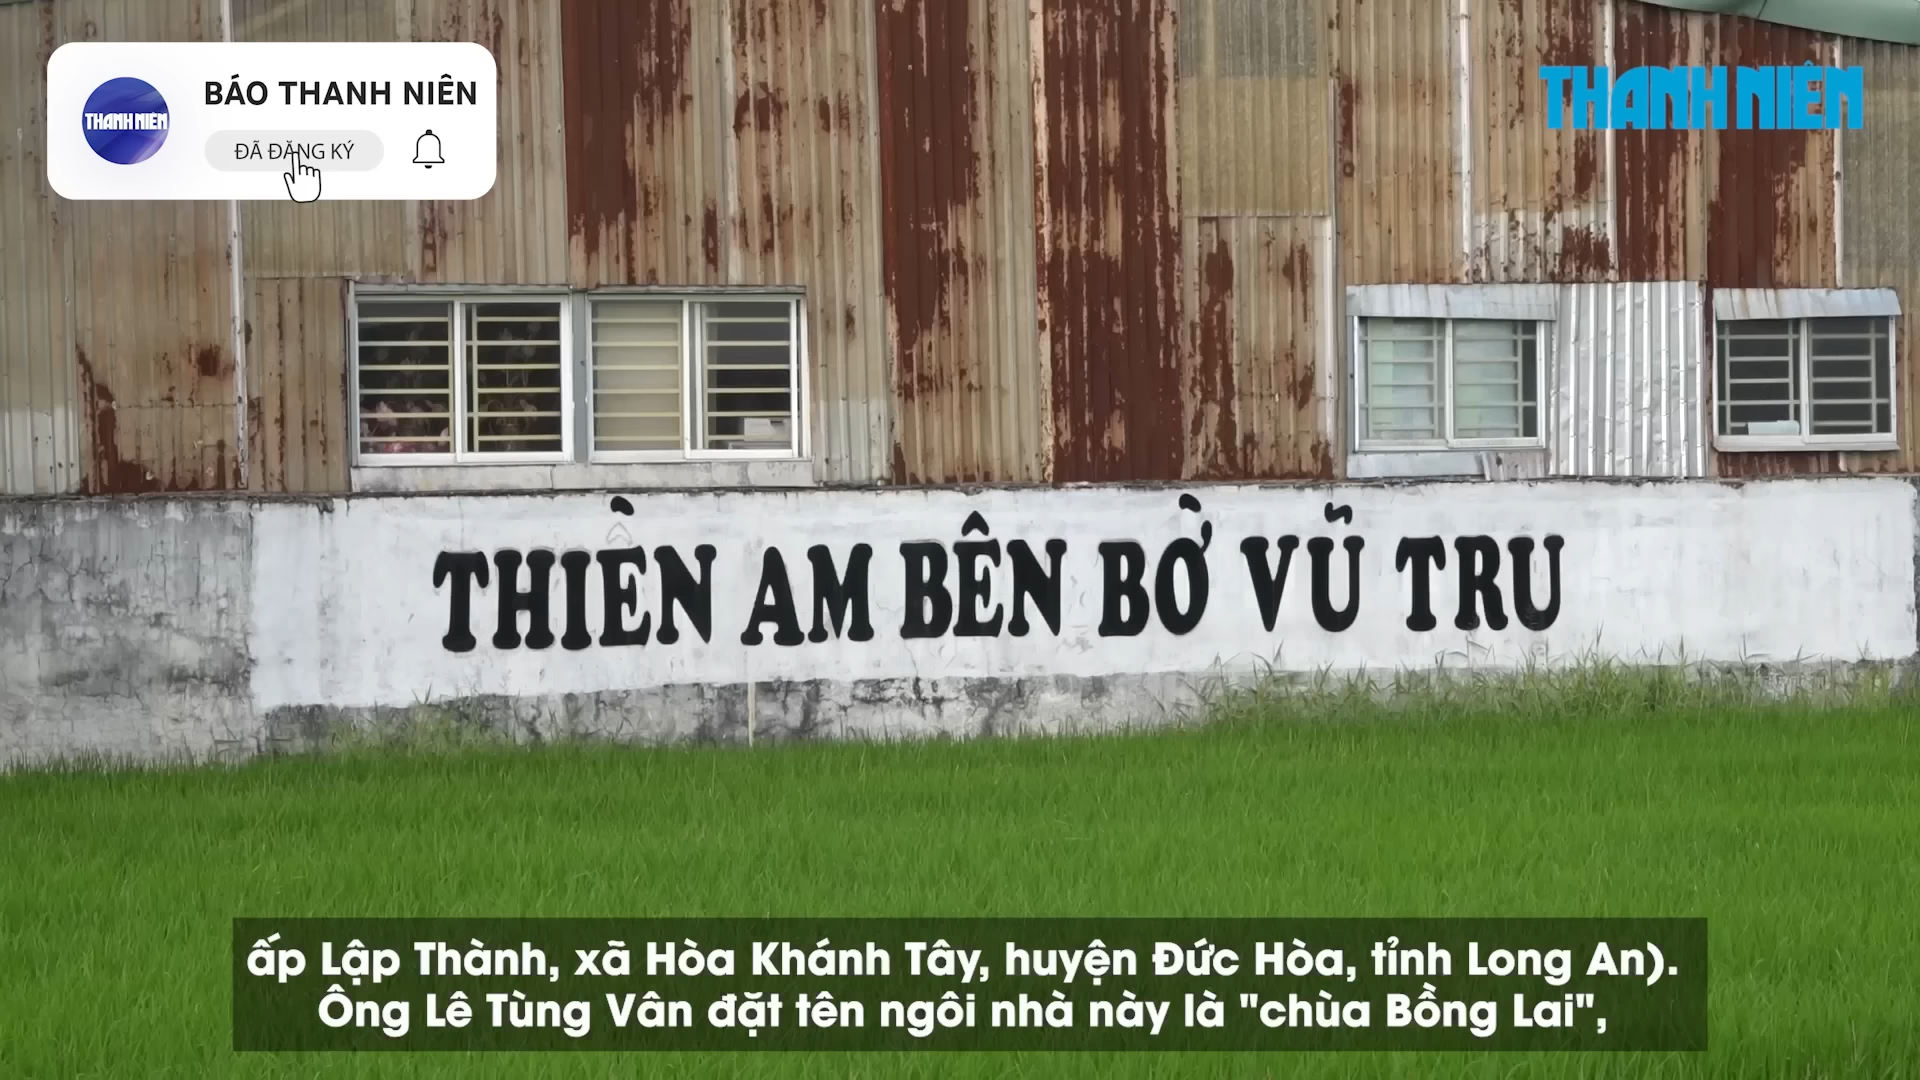 BÁO THANH NIÊN
THANH NIÊN
ĐÃ ĐĂNG KÝ
THANH NIÊN
THIỀN AM BÊN BỜ VŨ TRU
ấp Lập Thành, xã Hòa Khánh Tây, huyện Đức Hòa, tỉnh Long An).
Ông Lê Tùng Vân đặt tên ngôi nhà này là "chùa Bồng Lai",